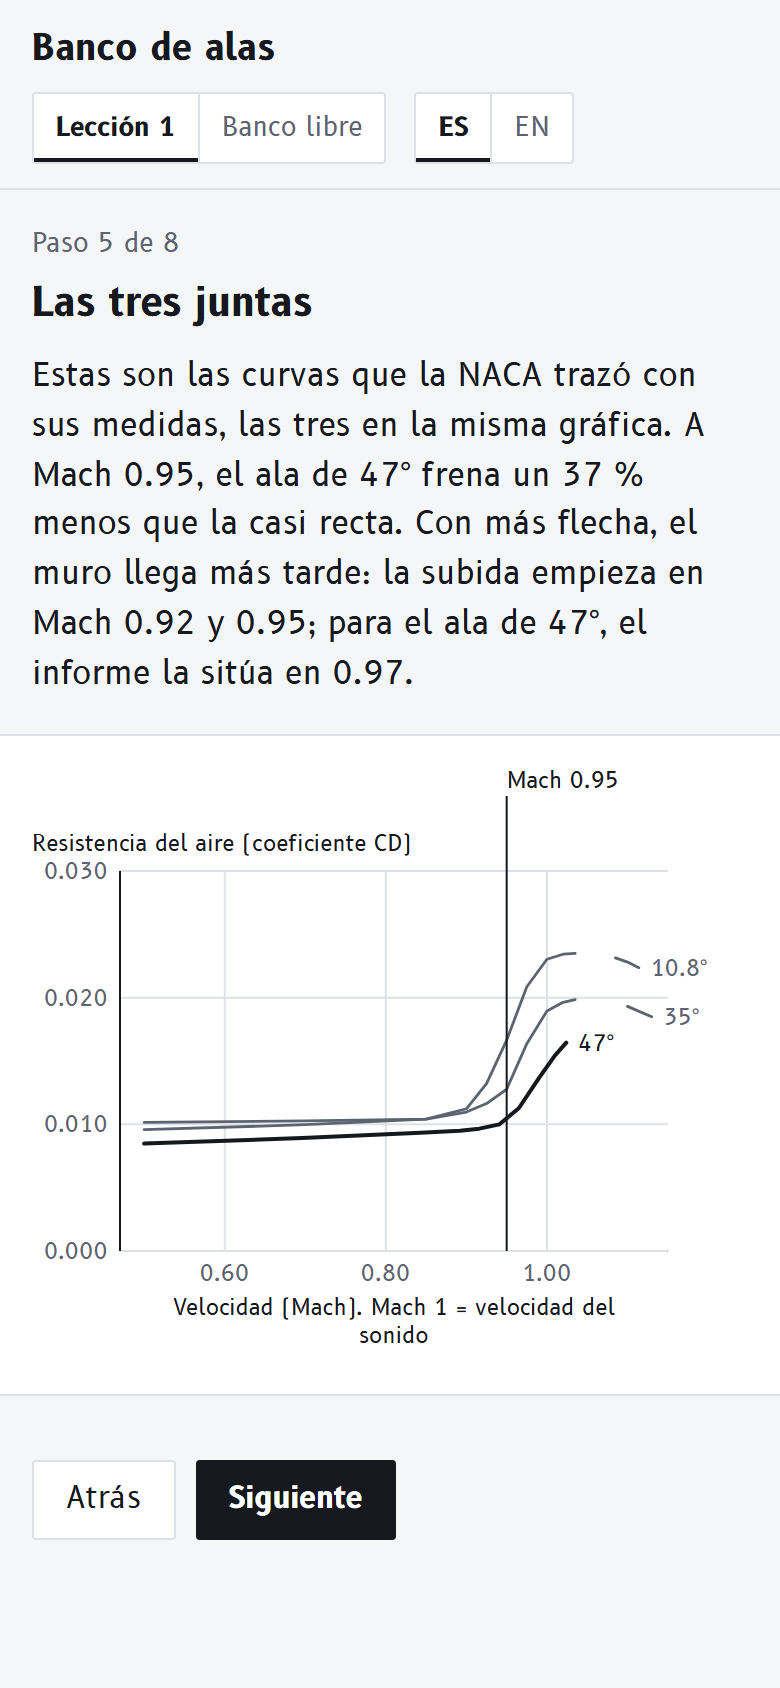 Banco de alas
Lección 1 Banco libre ES EN
Paso 5 de 8
Las tres juntas
Estas son las curvas que la NACA trazó con
sus medidas, las tres en la misma gráfica. A
Mach 0.95, el ala de 47° frena un 37 %
menos que la casi recta. Con más flecha, el
muro llega más tarde: la subida empieza en
Mach 0.92 y 0.95; para el ala de 47°, el
informe la sitúa en 0.97.
Mach 0.95
Resistencia del aire (coeficiente CD)
0.030
10.8°
0.020
35°
47°
0.010
0.000
0.60 0.80 1.00
Velocidad (Mach). Mach 1 = velocidad del
sonido
Atrás Siguiente